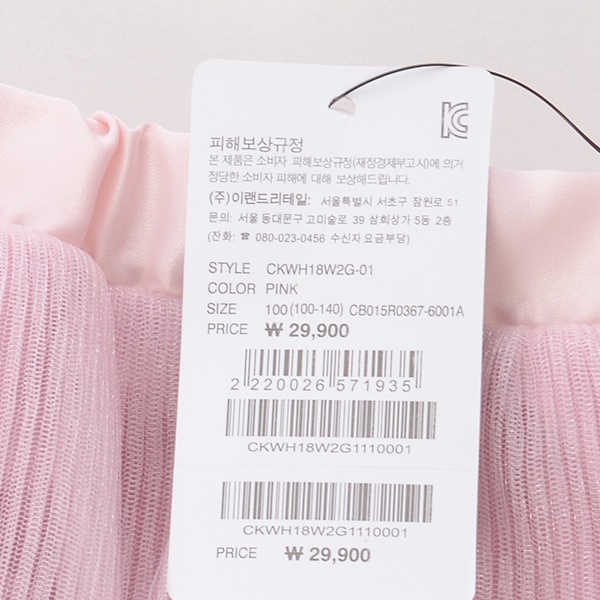 피해보상규정
본 제품은 소비자 피해보상규정(재정경제부고시)에 의거
정당한 소비자 피해에 대해 보상해드립니다.
(주)이랜드리테일: 서울특별시 서초구 잠원로 51
문의: 서울 동대문구 고미술로 39 삼희상가 5동 2층
(전화: ☎ 080-023-0456 수신자 요금부담)
STYLE CKWH18W2G-01
COLOR PINK
SIZE 100 (100-140) CB015R0367-6001A
PRICE ₩ 29,900
2 220026 571935
CKWH18W2G1110001
CKWH18W2G1110001
PRICE ₩ 29,900